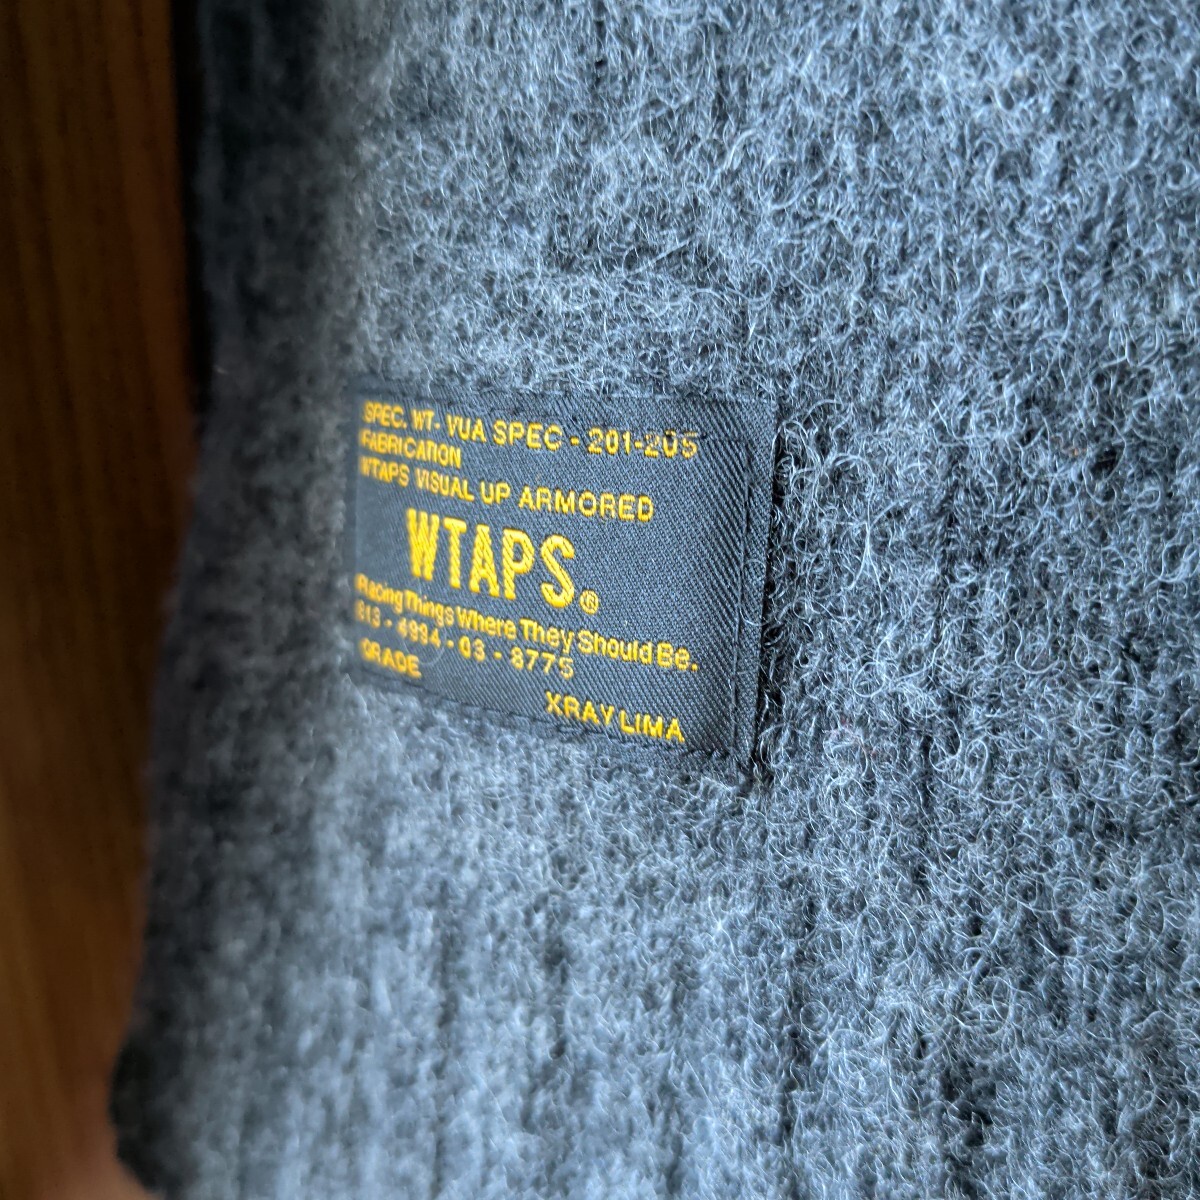 SPEC. WT- VUA SPEC - 201-205
FABRICATION
WTAPS VISUAL UP ARMORED
WTAPS®
Placing Things Where They Should Be.
813 - 4994 - 03 - 8775
GRADE
XRAY LIMA